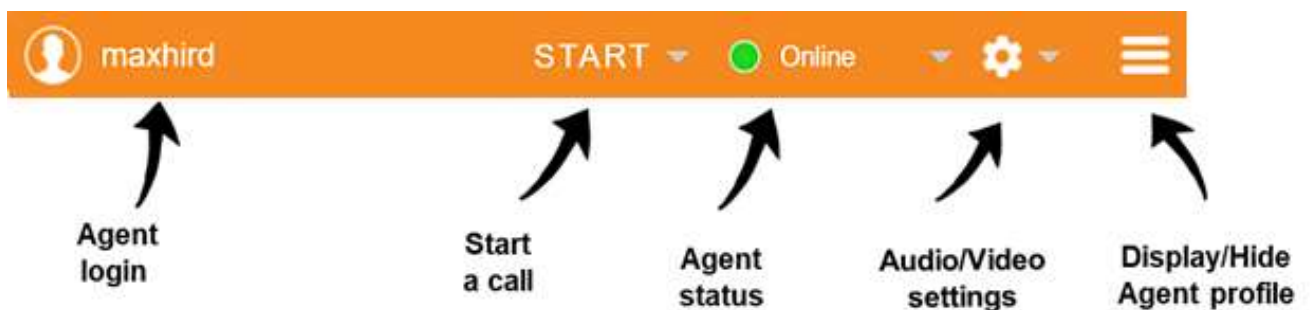 maxhird START Online
Agent
login
Start
a call
Agent
status
Audio/Video
settings
Display/Hide
Agent profile